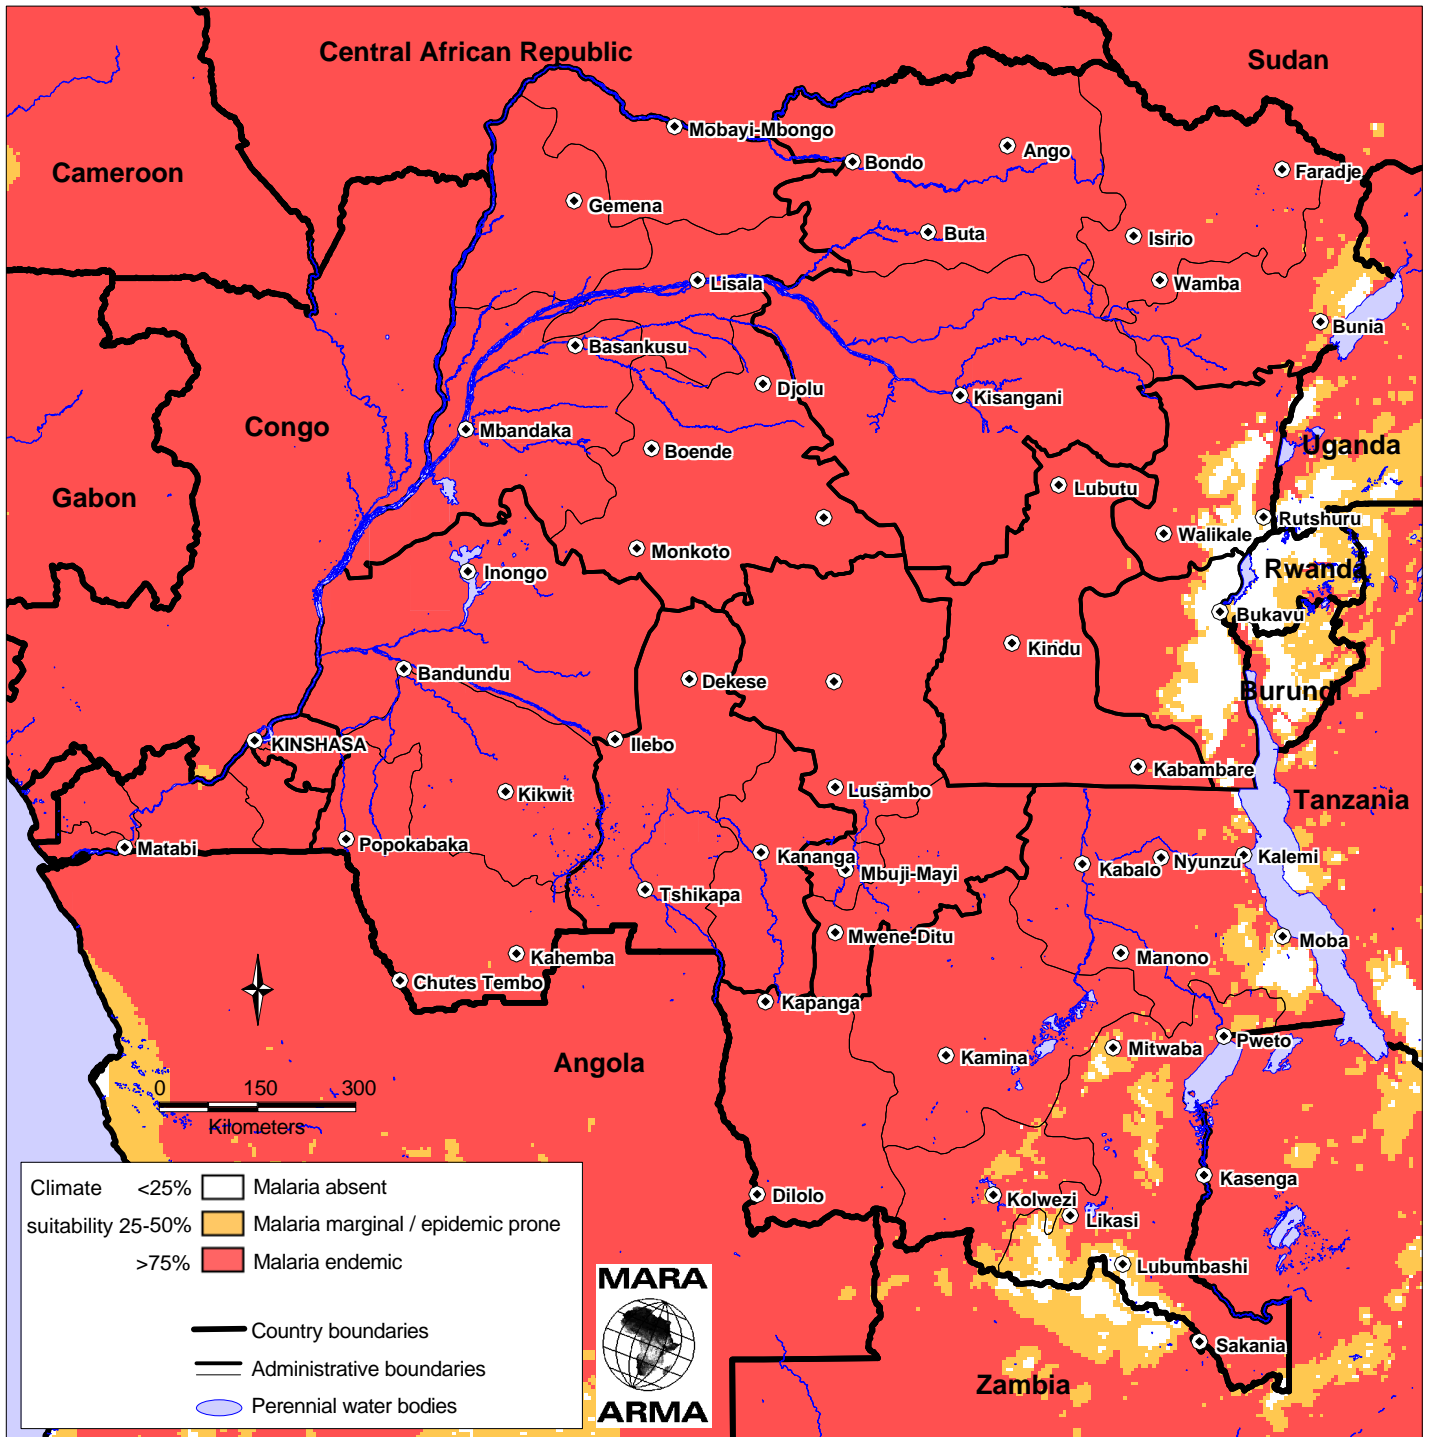 Central African Republic
Sudan
Mobayi-Mbongo
Ango
Bondo
Faradje
Cameroon
Gemena
Buta
Isirio
Lisala
Wamba
Bunia
Basankusu
Djolu
Kisangani
Congo
Mbandaka
Uganda
Boende
Gabon
Lubutu
Rutshuru
Walikale
Monkoto
Inongo
Rwanda
Bukavu
Kindu
Bandundu
Dekese
Burundi
KINSHASA
Ilebo
Kabambare
Kikwit
Lusambo
Tanzania
Matabi
Popokabaka
Kananga
Mbuji-Mayi
Kabalo
Nyunzu
Kalemi
Tshikapa
Mwene-Ditu
Moba
Kahemba
Manono
Chutes Tembo
Kapanga
Pweto
Mitwaba
Kamina
Angola
0 150 300
Kilometers
Kasenga
Dilolo
Kolwezi
Likasi
Lubumbashi
Sakania
Zambia
Climate <25% Malaria absent
suitability 25-50% Malaria marginal / epidemic prone
>75% Malaria endemic
Country boundaries
Administrative boundaries
Perennial water bodies
MARA
ARMA